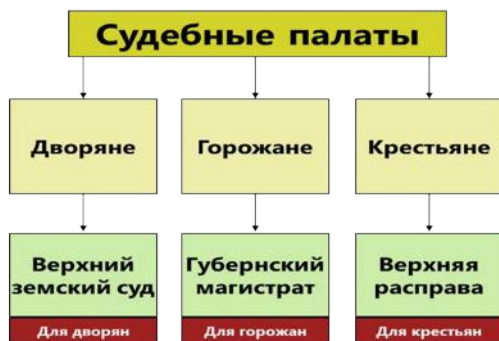 Судебные палаты
Дворяне
Горожане
Крестьяне
Верхний
земский суд
Губернский
магистрат
Верхняя
расправа
Для дворян
Для горожан
Для крестьян